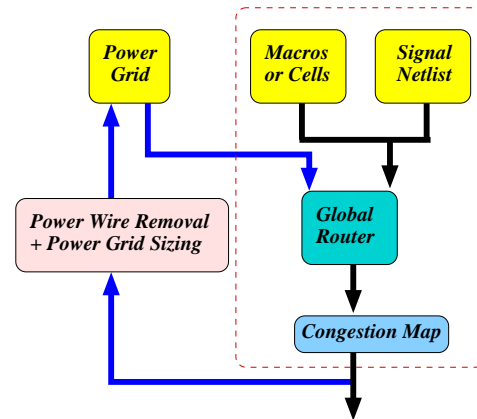 Power
Grid
Macros
or Cells
Signal
Netlist
Power Wire Removal
+ Power Grid Sizing
Global
Router
Congestion Map